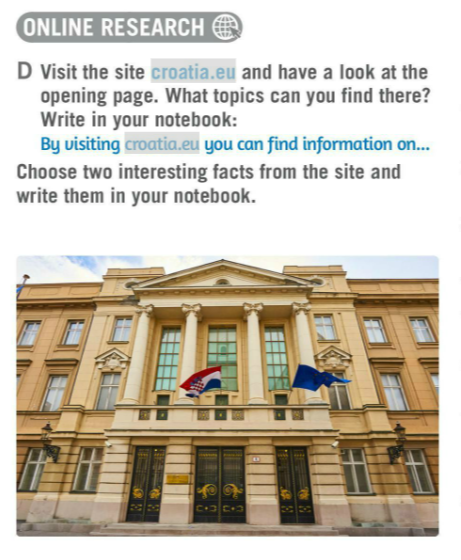 ONLINE RESEARCH
D Visit the site croatia.eu and have a look at the
opening page. What topics can you find there?
Write in your notebook:
By visiting croatia.eu you can find information on...
Choose two interesting facts from the site and
write them in your notebook.